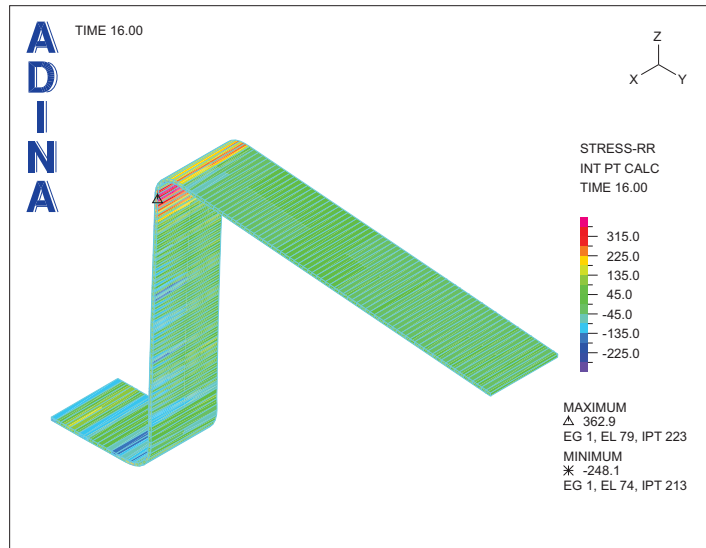 ADINA
TIME 16.00
Z
X
Y
STRESS-RR
INT PT CALC
TIME 16.00
315.0
225.0
135.0
45.0
-45.0
-135.0
-225.0
MAXIMUM
△ 362.9
EG 1, EL 79, IPT 223
MINIMUM
✳ -248.1
EG 1, EL 74, IPT 213